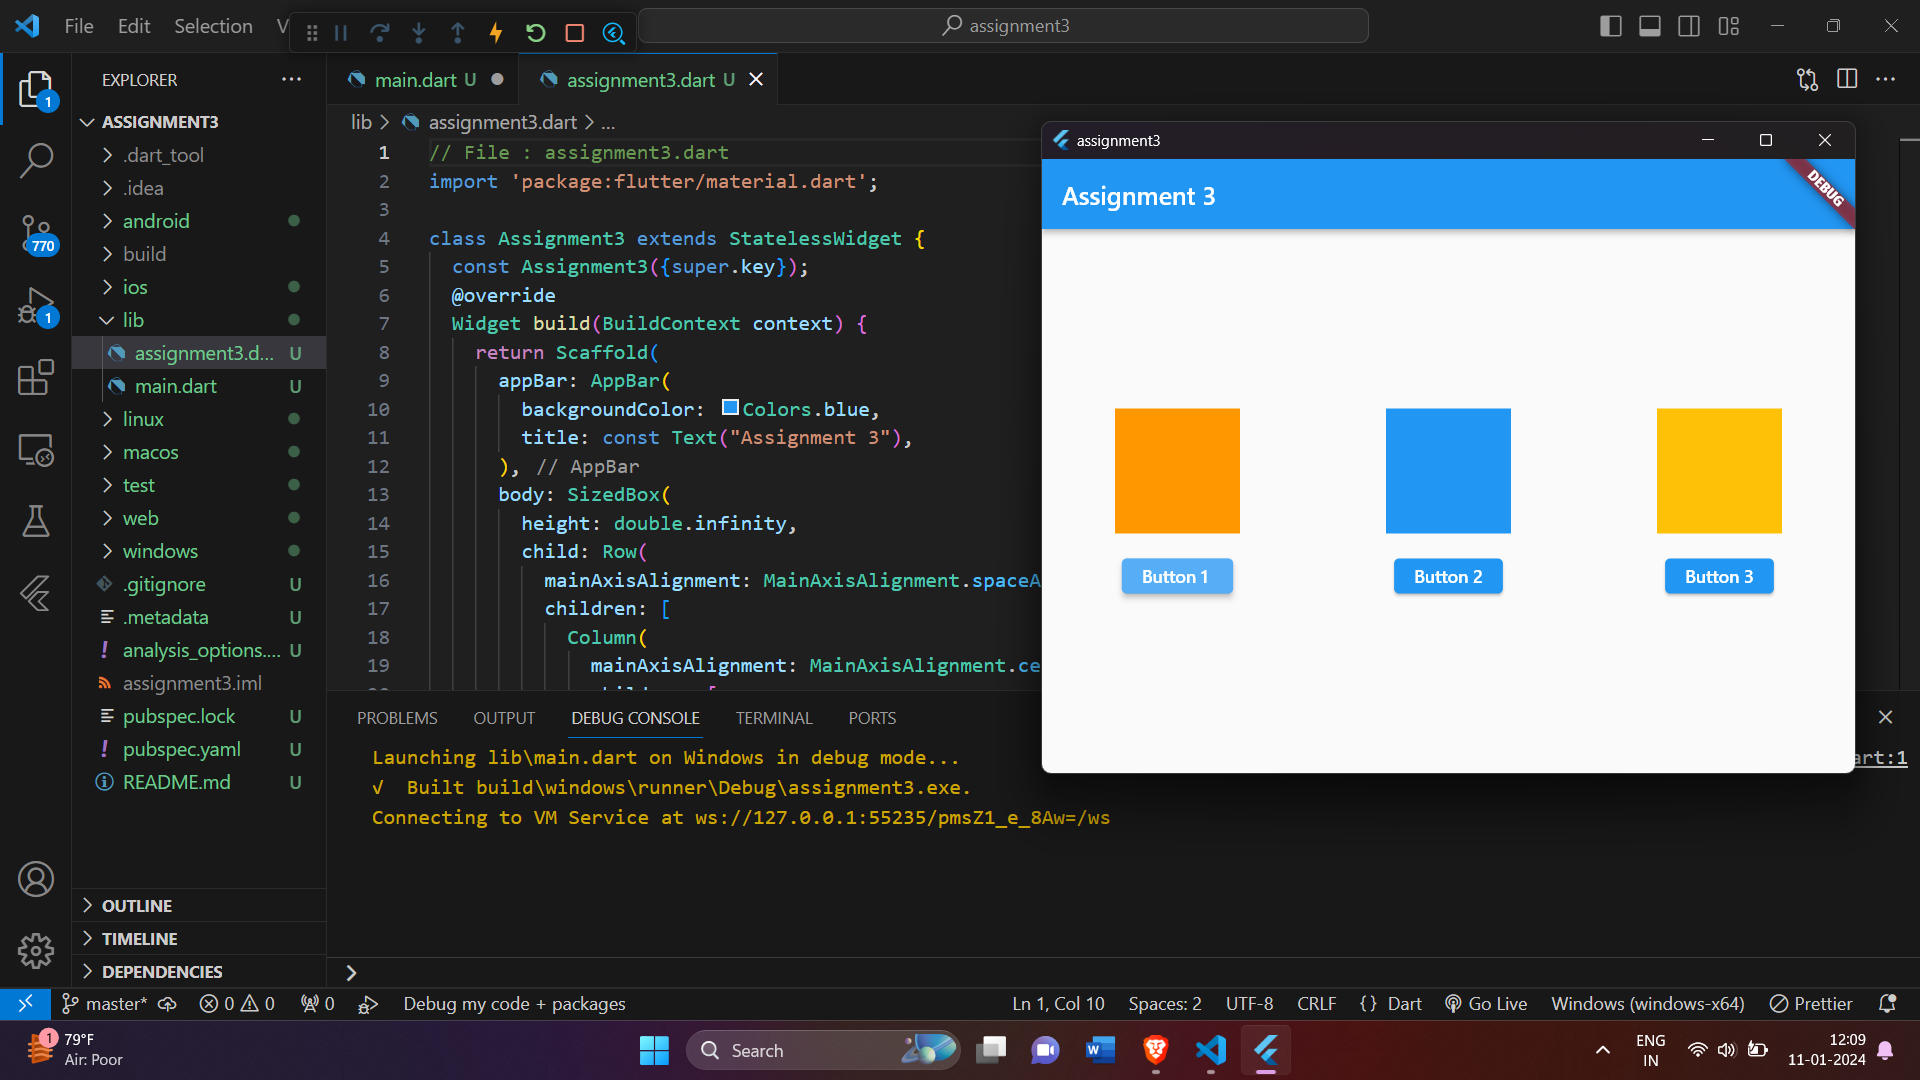 File Edit Selection V
assignment3
EXPLORER
ASSIGNMENT3
.dart_tool
.idea
android
build
ios
lib
assignment3.d... U
main.dart U
linux
macos
test
web
windows
.gitignore U
.metadata U
analysis_options.... U
assignment3.iml
pubspec.lock U
pubspec.yaml U
README.md U
OUTLINE
TIMELINE
DEPENDENCIES
1
770
1
main.dart U
assignment3.dart U
lib > assignment3.dart > ...
1 // File : assignment3.dart
2 import 'package:flutter/material.dart';
3
4 class Assignment3 extends StatelessWidget {
5 const Assignment3({super.key});
6 @override
7 Widget build(BuildContext context) {
8 return Scaffold(
9 appBar: AppBar(
10 backgroundColor: Colors.blue,
11 title: const Text("Assignment 3"),
12 ), // AppBar
13 body: SizedBox(
14 height: double.infinity,
15 child: Row(
16 mainAxisAlignment: MainAxisAlignment.spaceA
17 children: [
18 Column(
19 mainAxisAlignment: MainAxisAlignment.ce
assignment3
Assignment 3
DEBUG
Button 1 Button 2 Button 3
PROBLEMS OUTPUT DEBUG CONSOLE TERMINAL PORTS
Launching lib\main.dart on Windows in debug mode...
art:1
√ Built build\windows\runner\Debug\assignment3.exe.
Connecting to VM Service at ws://127.0.0.1:55235/pmsZ1_e_8Aw=/ws
master* 0 0 0 Debug my code + packages Ln 1, Col 10 Spaces: 2 UTF-8 CRLF {} Dart Go Live Windows (windows-x64) Prettier
1
79°F
Air: Poor
Search
W
ENG
IN
12:09
11-01-2024